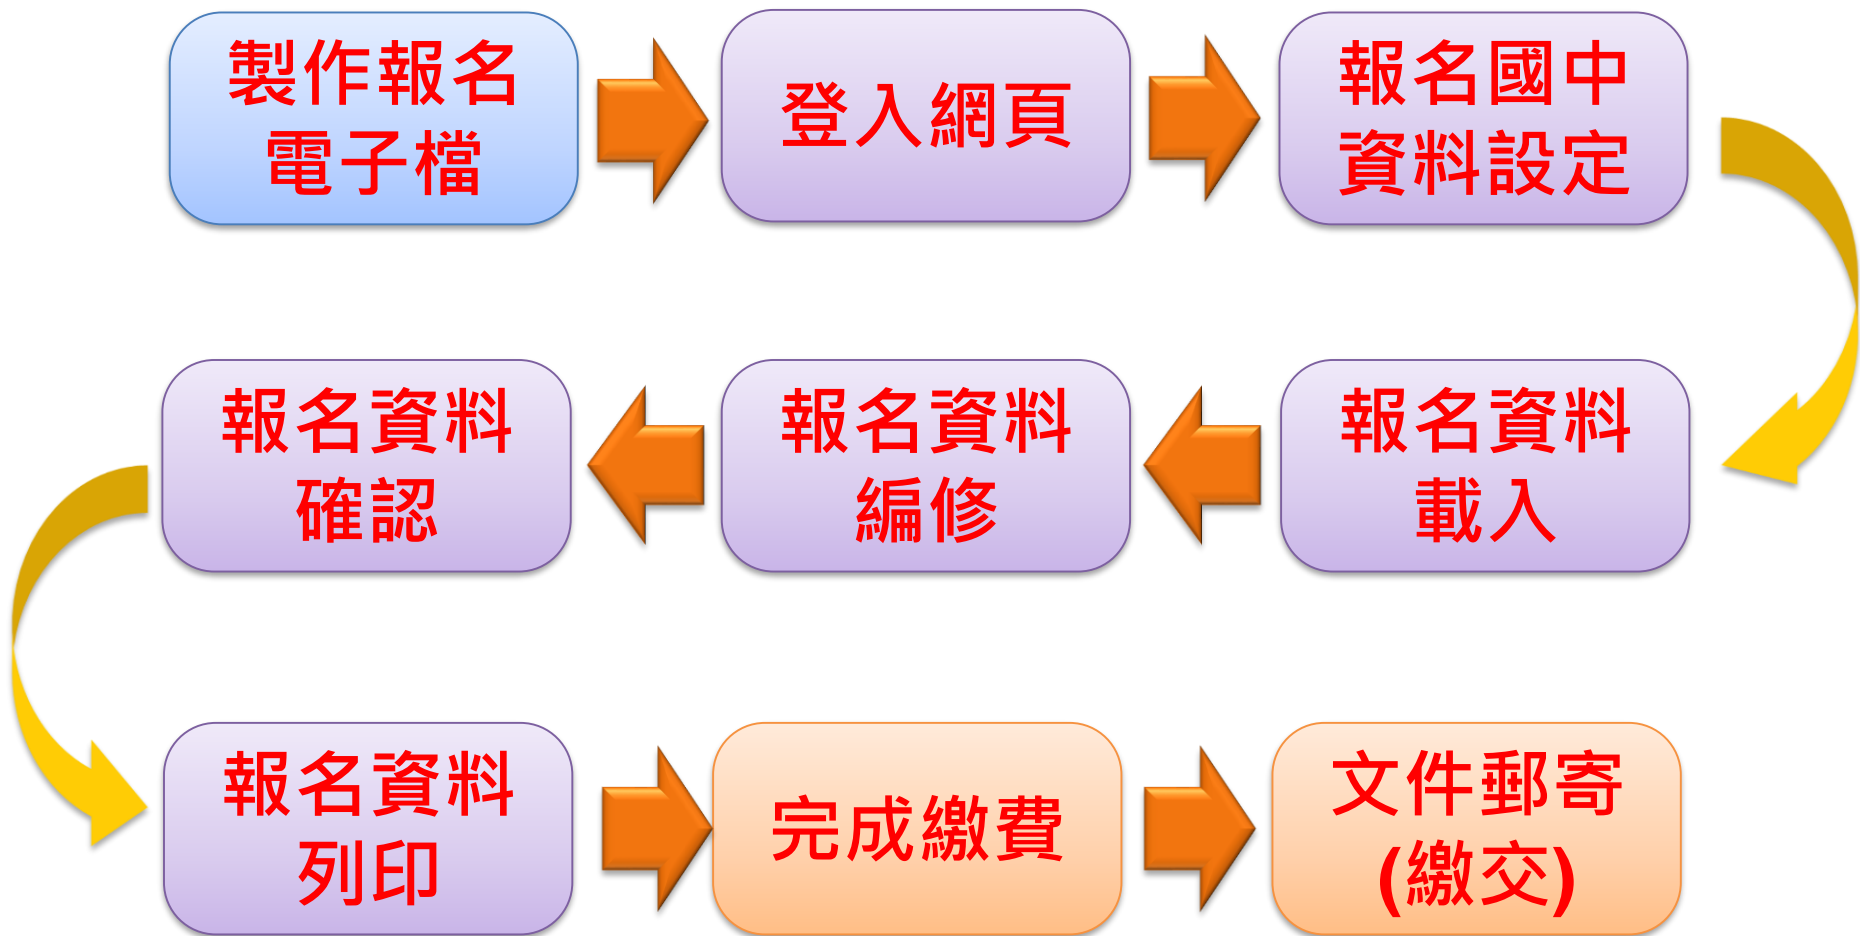 製作報名
電子檔
登入網頁
報名國中
資料設定
報名資料
載入
報名資料
編修
報名資料
確認
報名資料
列印
完成繳費
文件郵寄
(繳交)